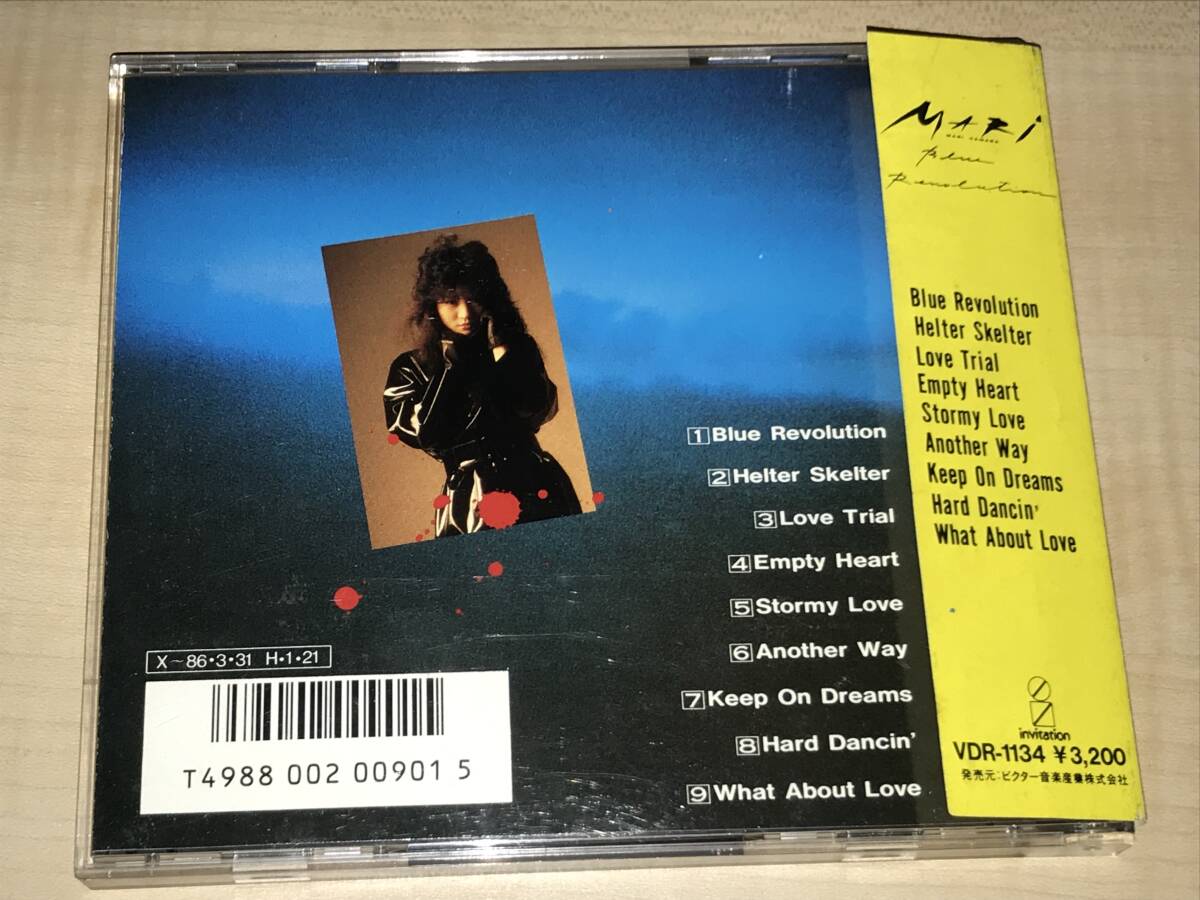 1 Blue Revolution
2 Helter Skelter
3 Love Trial
4 Empty Heart
5 Stormy Love
6 Another Way
7 Keep On Dreams
8 Hard Dancin'
9 What About Love
X～86・3・31 H・1・21
T4988 002 00901 5
MARI
MARI HAMADA
Blue
Revolution
Blue Revolution
Helter Skelter
Love Trial
Empty Heart
Stormy Love
Another Way
Keep On Dreams
Hard Dancin'
What About Love
invitation
VDR-1134 ¥3,200
発売元:ビクター音楽産業株式会社